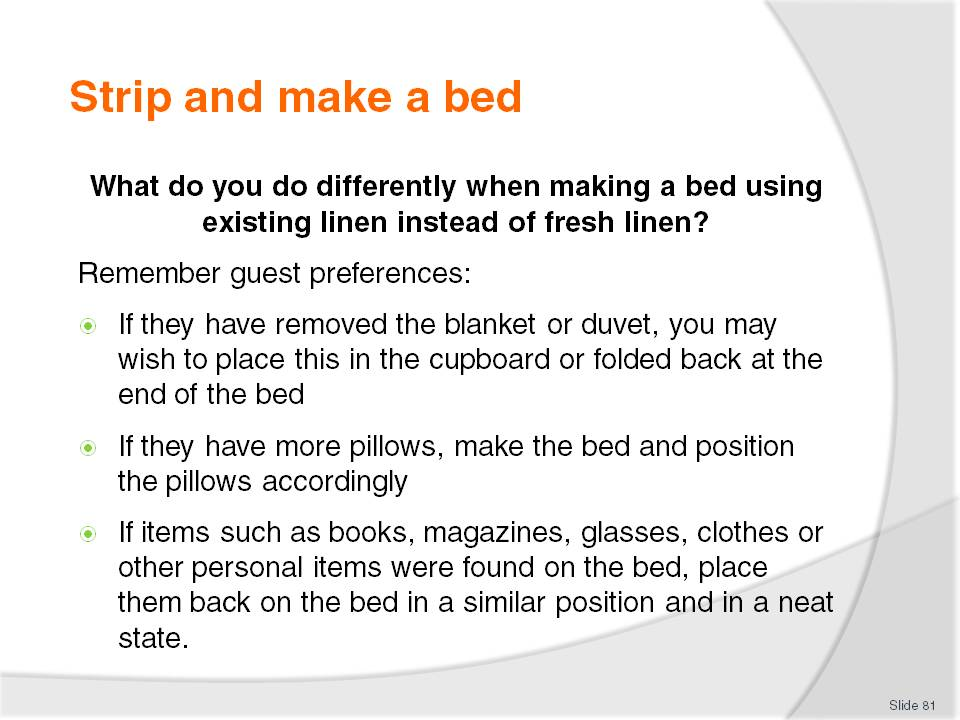 Strip and make a bed
What do you do differently when making a bed using
existing linen instead of fresh linen?
Remember guest preferences:
If they have removed the blanket or duvet, you may
wish to place this in the cupboard or folded back at the
end of the bed
If they have more pillows, make the bed and position
the pillows accordingly
If items such as books, magazines, glasses, clothes or
other personal items were found on the bed, place
them back on the bed in a similar position and in a neat
state.
Slide 81